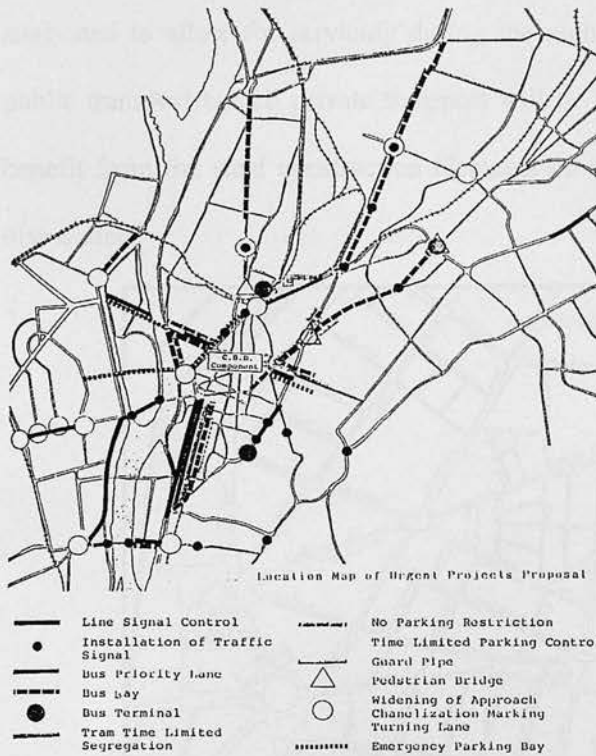 C.B.D.
Component
Location Map of Urgent Projects Proposal
Line Signal Control
Installation of Traffic
Signal
Bus Priority Lane
Bus Bay
Bus Terminal
Tram Time Limited
Segregation
No Parking Restriction
Time Limited Parking Contro
Guard Pipe
Pedstrian Bridge
Widening of Approach
Chanelization Marking
Turning Lane
Emergency Parking Bay